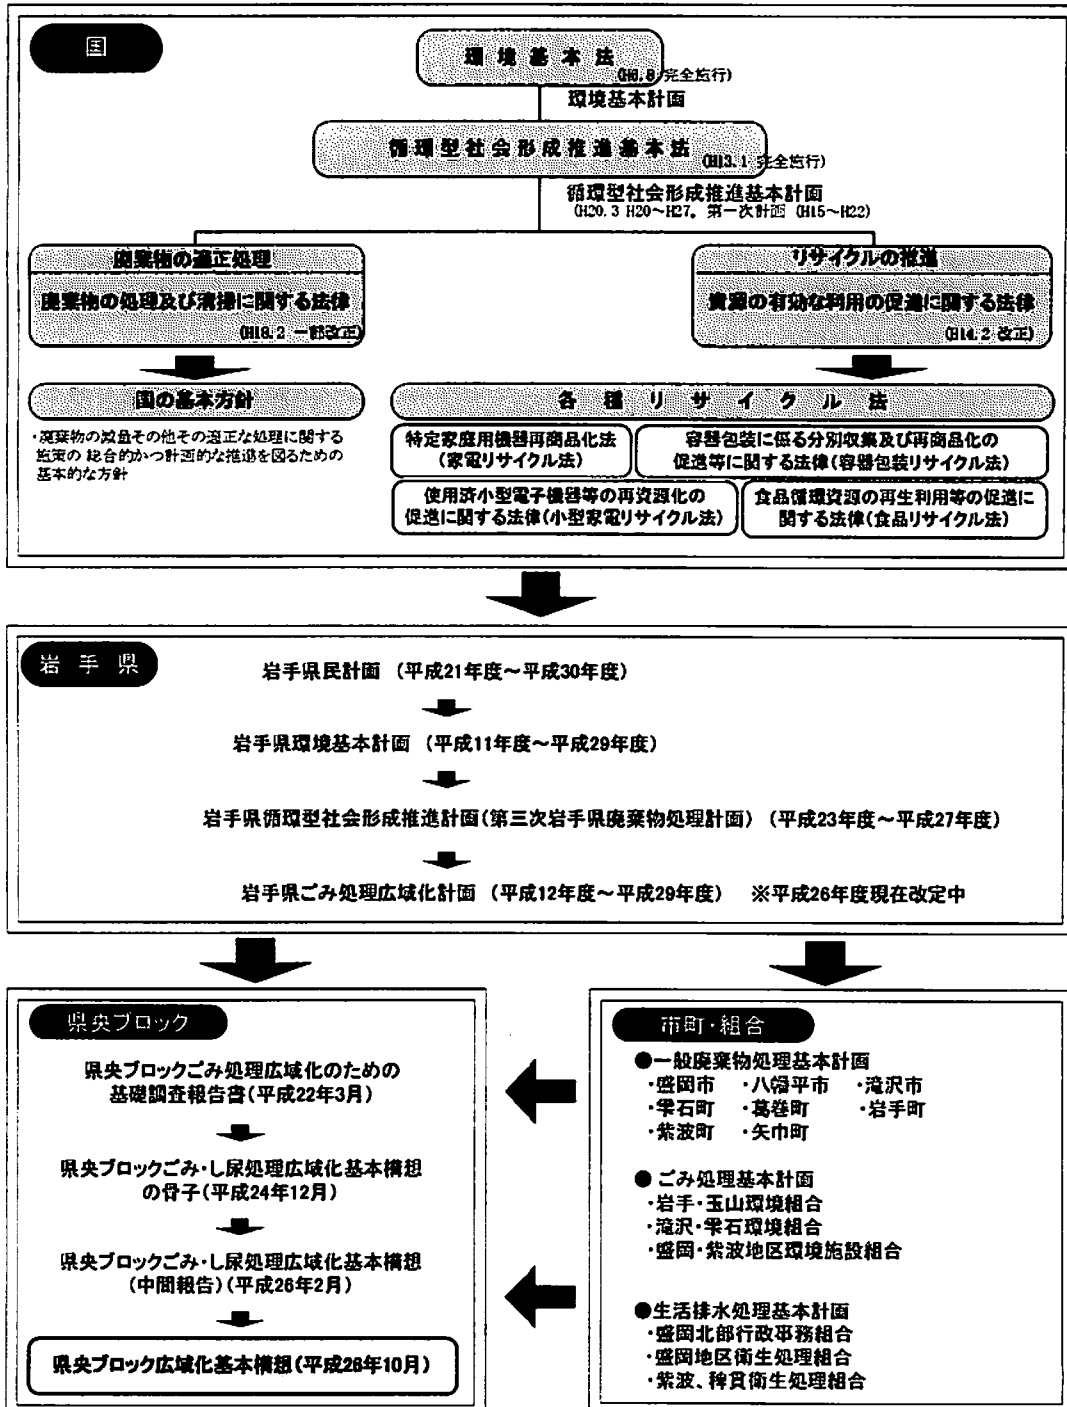 国
環境基本法
(H6.8 完全施行)
環境基本計画
循環型社会形成推進基本法
(H13.1 完全施行)
循環型社会形成推進基本計画
(H20.3 H20～H27。第一次計画 (H15～H22)
廃棄物の適正処理
廃棄物の処理及び清掃に関する法律
(H18.2 一部改正)
リサイクルの推進
資源の有効な利用の促進に関する法律
(H14.2 改正)
国の基本方針
・廃棄物の減量その他その適正な処理に関する
施策の 総合的かつ計画的な推進を図るための
基本的な方針
各種リサイクル法
特定家庭用機器再商品化法
(家電リサイクル法)
容器包装に係る分別収集及び再商品化の
促進等に関する法律(容器包装リサイクル法)
使用済小型電子機器等の再資源化の
促進に関する法律(小型家電リサイクル法)
食品循環資源の再生利用等の促進に
関する法律(食品リサイクル法)
岩手県
岩手県民計画 (平成21年度～平成30年度)
岩手県環境基本計画 (平成11年度～平成29年度)
岩手県循環型社会形成推進計画(第三次岩手県廃棄物処理計画) (平成23年度～平成27年度)
岩手県ごみ処理広域化計画 (平成12年度～平成29年度) ※平成26年度現在改定中
県央ブロック
県央ブロックごみ処理広域化のための
基礎調査報告書(平成22年3月)
県央ブロックごみ・し尿処理広域化基本構想
の骨子(平成24年12月)
県央ブロックごみ・し尿処理広域化基本構想
(中間報告)(平成26年2月)
県央ブロック広域化基本構想(平成26年10月)
市町・組合
●一般廃棄物処理基本計画
・盛岡市 ・八幡平市 ・滝沢市
・雫石町 ・葛巻町 ・岩手町
・紫波町 ・矢巾町
● ごみ処理基本計画
・岩手・玉山環境組合
・滝沢・雫石環境組合
・盛岡・紫波地区環境施設組合
●生活排水処理基本計画
・盛岡北部行政事務組合
・盛岡地区衛生処理組合
・紫波、稗貫衛生処理組合